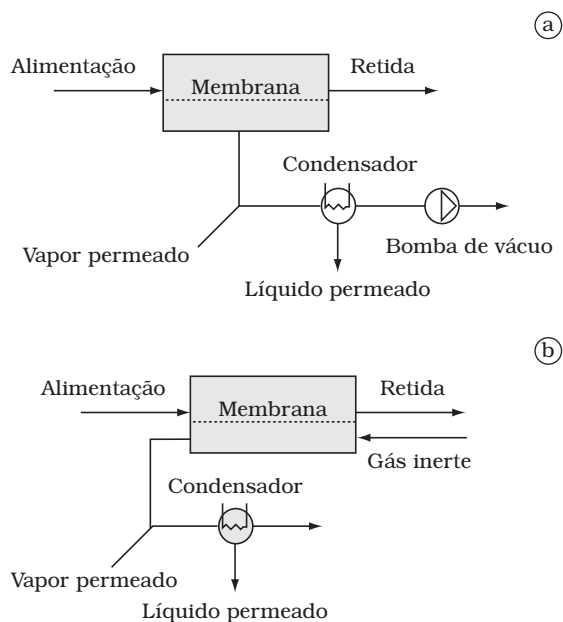 a
Alimentação
Retida
Membrana
Condensador
Vapor permeado
Bomba de vácuo
Líquido permeado
b
Alimentação
Retida
Membrana
Gás inerte
Condensador
Vapor permeado
Líquido permeado